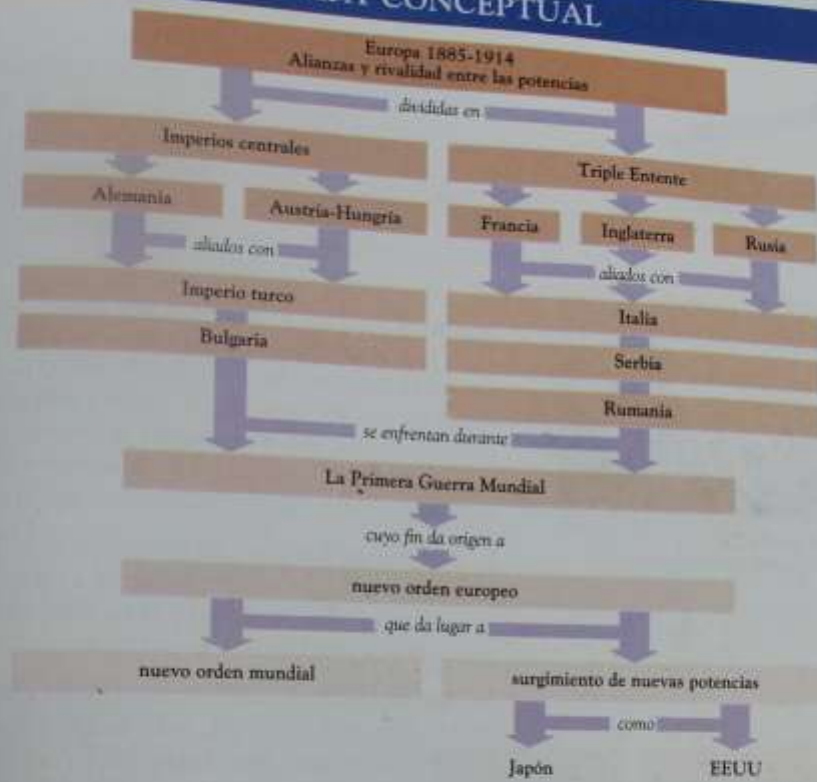 CONCEPTUAL
Europa 1885-1914
Alianzas y rivalidad entre las potencias
divididas en
Imperios centrales
Triple Entente
Alemania
Austria-Hungría
Francia
Inglaterra
Rusia
aliados con
aliados con
Imperio turco
Italia
Bulgaria
Serbia
Rumania
se enfrentan durante
La Primera Guerra Mundial
cuyo fin da origen a
nuevo orden europeo
que da lugar a
nuevo orden mundial
surgimiento de nuevas potencias
como
Japón
EEUU